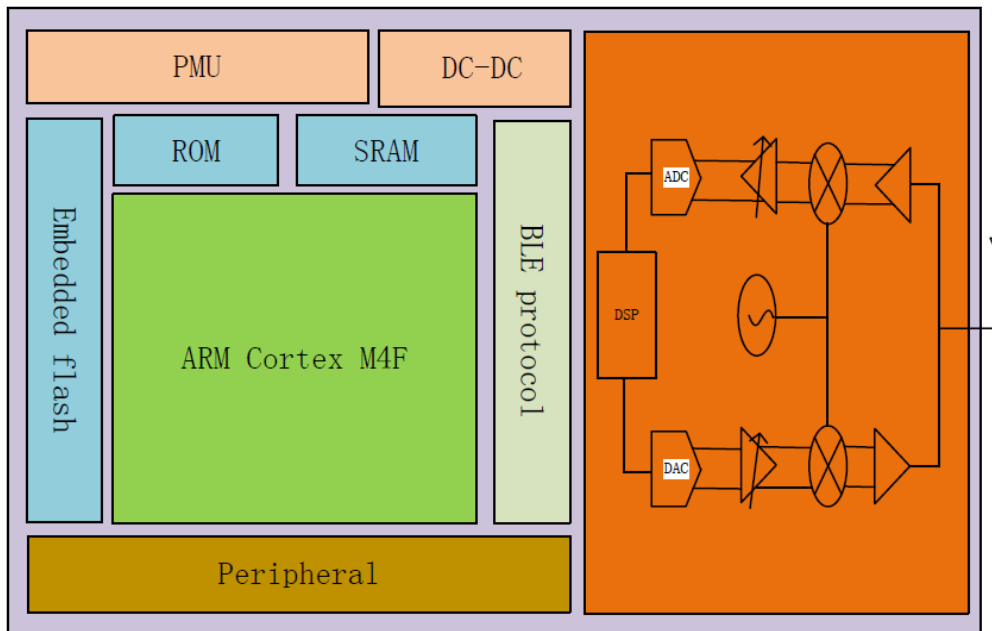 PMU
DC-DC
ROM
SRAM
Embedded flash
ARM Cortex M4F
BLE protocol
Peripheral
ADC
DSP
DAC